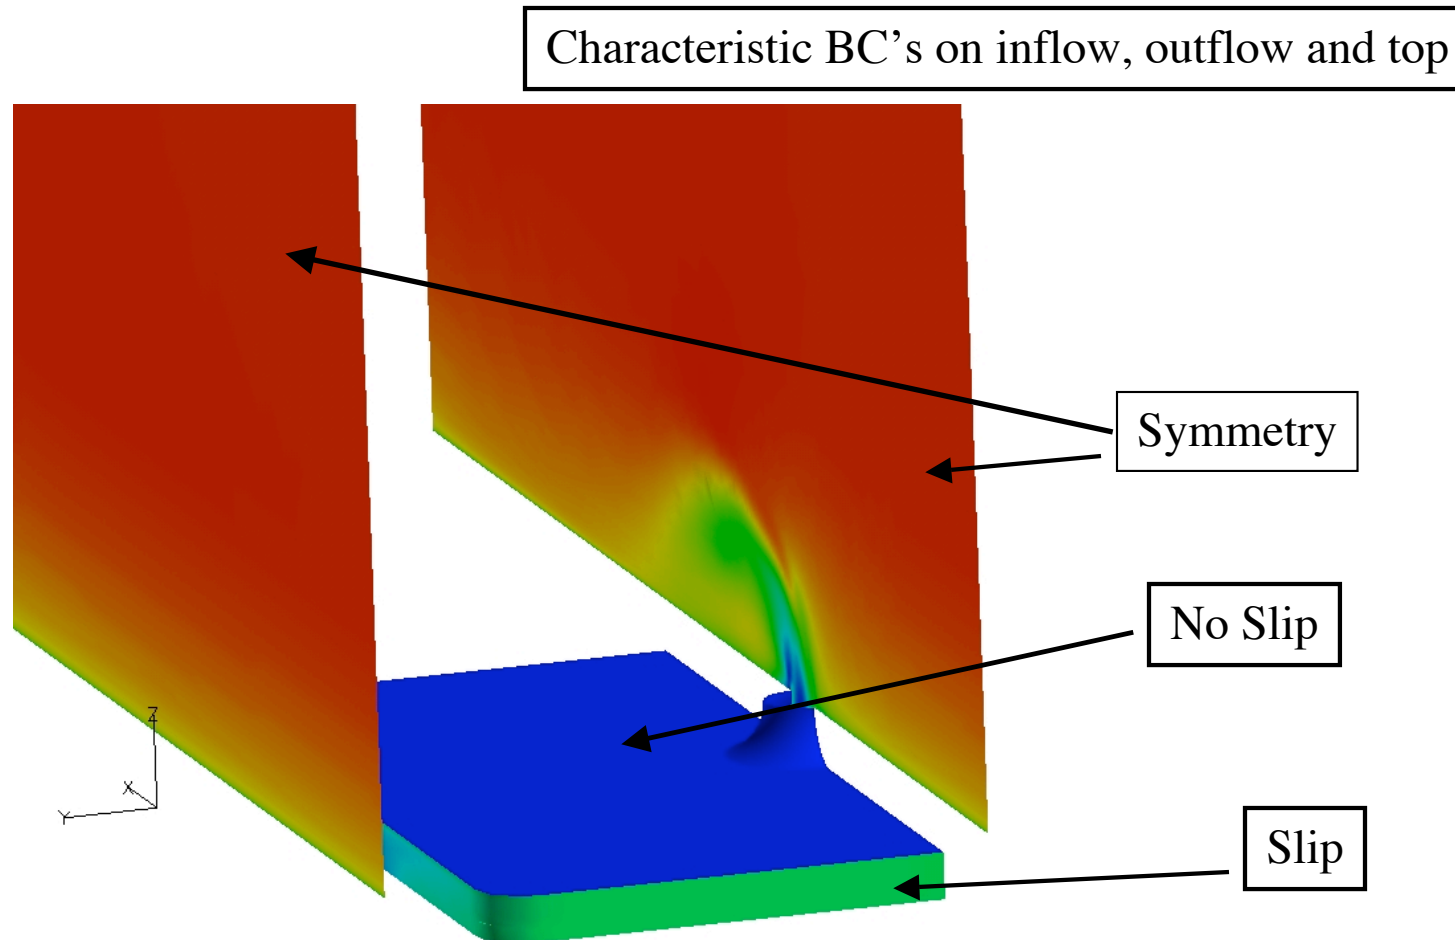 Characteristic BC’s on inflow, outflow and top
Symmetry
No Slip
Z
X
Y
Slip